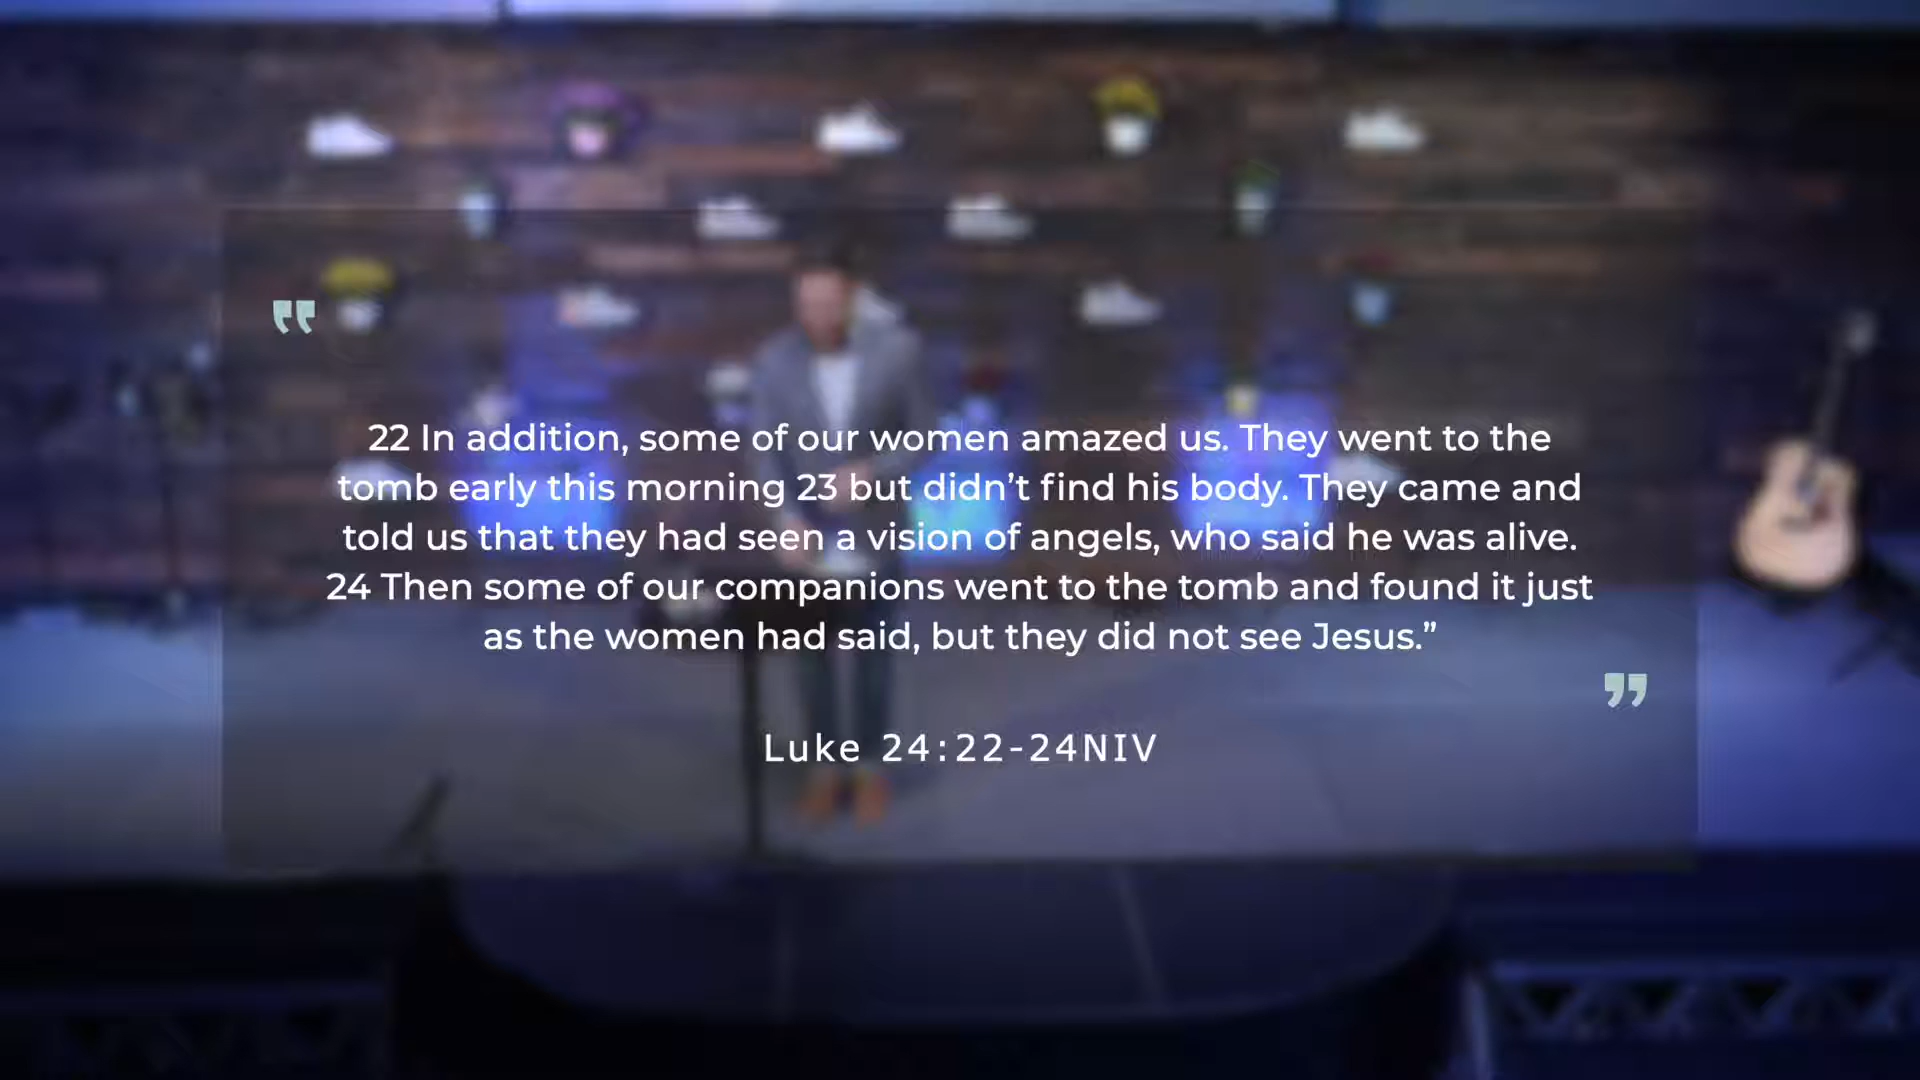 22 In addition, some of our women amazed us. They went to the
tomb early this morning 23 but didn’t find his body. They came and
told us that they had seen a vision of angels, who said he was alive.
24 Then some of our companions went to the tomb and found it just
as the women had said, but they did not see Jesus.”
Luke 24:22-24NIV